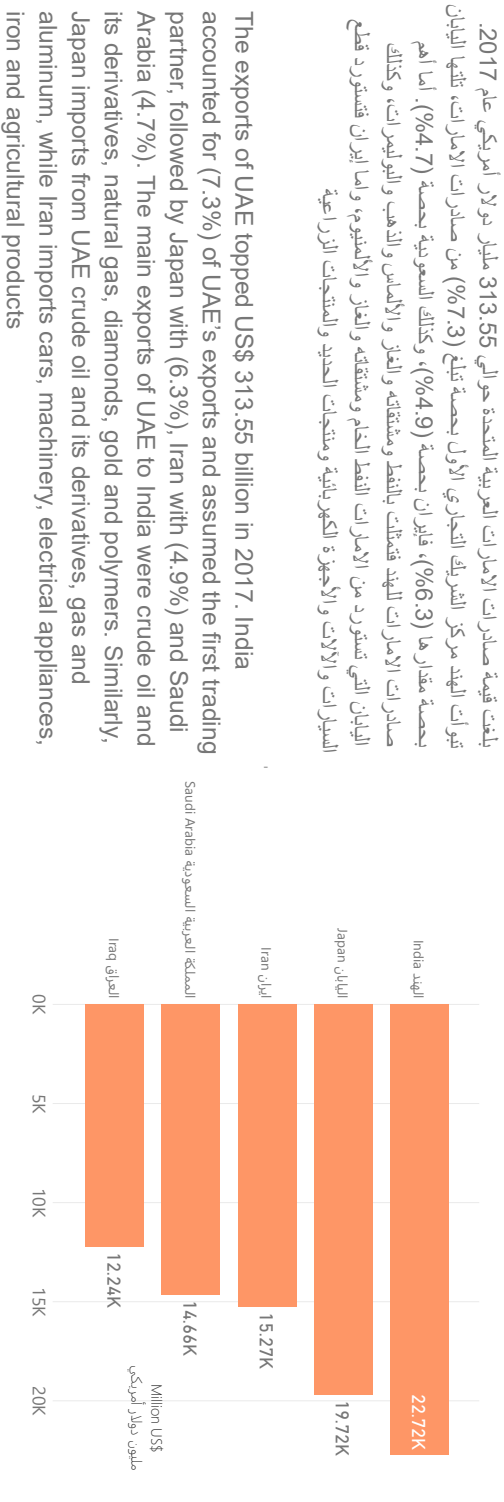 بلغت قيمة صادرات الامارات العربية المتحدة حوالي 313.55 مليار دولار أمريكي عام 2017.
تبوأت الهند مركز الشريك التجاري الأول بحصة تبلغ (7.3%) من صادرات الامارات، تلتها اليابان
بحصة مقدارها (6.3%)، فايران بحصة (4.9%)، وكذلك السعودية بحصة (4.7%). أما أهم
صادرات الامارات للهند فتمثلت بالنفط ومشتقاته والغاز والألماس والذهب والبوليمرات، وكذلك
اليابان التي تستورد من الامارات النفط الخام ومشتقاته والغاز والألمنيوم، واما إيران فتستورد قطع
السيارات والآلات والأجهزة الكهربائية ومنتجات الحديد والمنتجات الزراعية
The exports of UAE topped US$ 313.55 billion in 2017. India
accounted for (7.3%) of UAE's exports and assumed the first trading
partner, followed by Japan with (6.3%), Iran with (4.9%) and Saudi
Arabia (4.7%). The main exports of UAE to India were crude oil and
its derivatives, natural gas, diamonds, gold and polymers. Similarly,
Japan imports from UAE crude oil and its derivatives, gas and
aluminum, while Iran imports cars, machinery, electrical appliances,
iron and agricultural products
الهند India
22.72K
اليابان Japan
19.72K
ايران Iran
15.27K
المملكة العربية السعودية Saudi Arabia
14.66K
العراق Iraq
12.24K
Million US$
مليون دولار أمريكي
0K
5K
10K
15K
20K